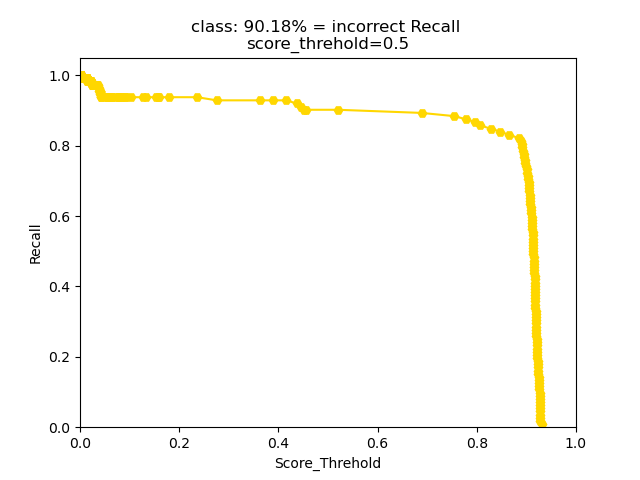 class: 90.18% = incorrect Recall
score_threhold=0.5
Recall
1.0
0.8
0.6
0.4
0.2
0.0
0.0 0.2 0.4 0.6 0.8 1.0
Score_Threhold